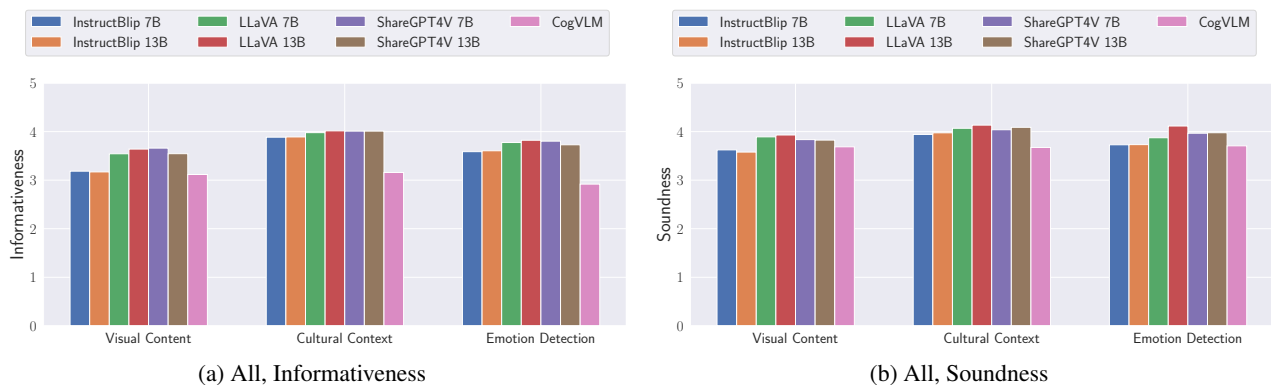 InstructBlip 7B LLaVA 7B ShareGPT4V 7B CogVLM
InstructBlip 13B LLaVA 13B ShareGPT4V 13B
5
4
3
2
1
0
Informativeness
Visual Content Cultural Context Emotion Detection
(a) All, Informativeness
InstructBlip 7B LLaVA 7B ShareGPT4V 7B CogVLM
InstructBlip 13B LLaVA 13B ShareGPT4V 13B
5
4
3
2
1
0
Soundness
Visual Content Cultural Context Emotion Detection
(b) All, Soundness